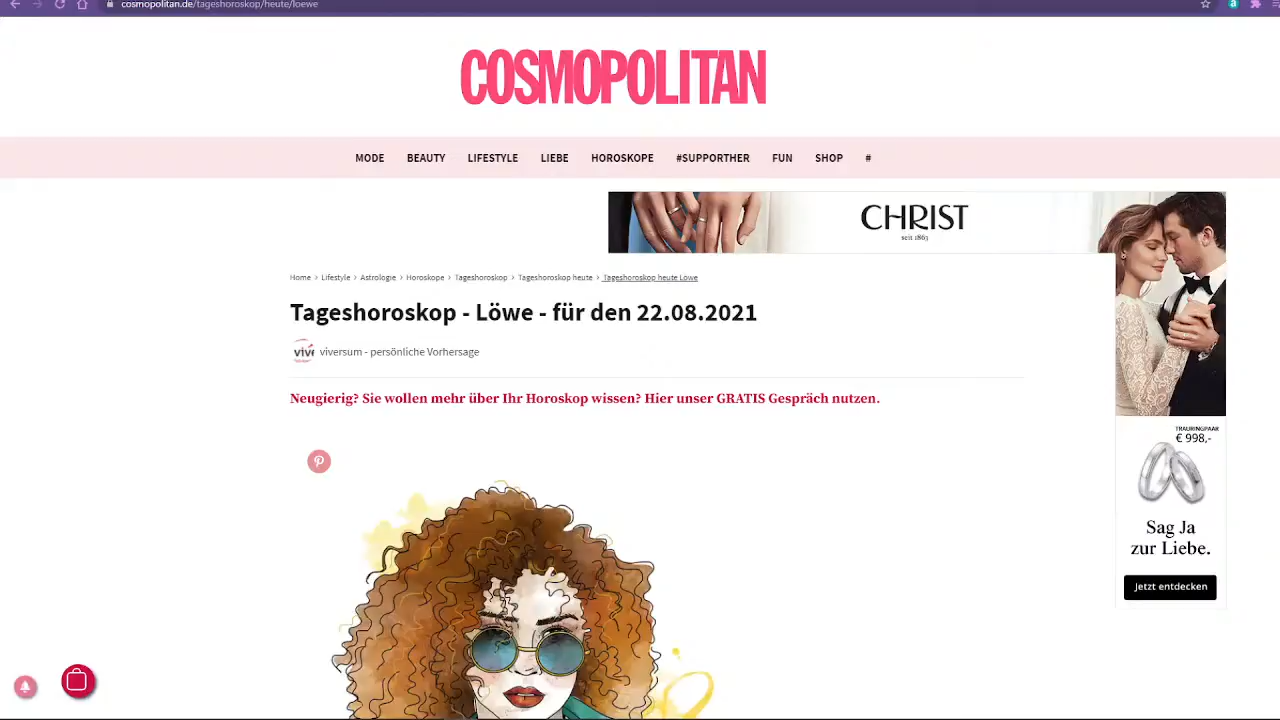 cosmopolitan.de/tageshoroskop/heute/loewe
COSMOPOLITAN
MODE BEAUTY LIFESTYLE LIEBE HOROSKOPE #SUPPORTHER FUN SHOP #
CHRIST
seit 1863
Home > Lifestyle > Astrologie > Horoskope > Tageshoroskop > Tageshoroskop heute > Tageshoroskop heute Löwe
Tageshoroskop - Löwe - für den 22.08.2021
viversum - persönliche Vorhersage
Neugierig? Sie wollen mehr über Ihr Horoskop wissen? Hier unser GRATIS Gespräch nutzen.
TRAURINGPAAR
€ 998,-
Sag Ja
zur Liebe.
Jetzt entdecken